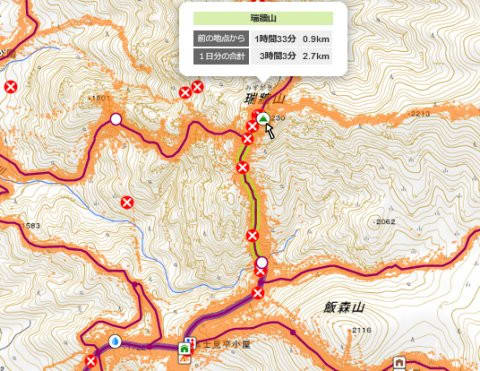 瑞牆山
前の地点から 1時間33分 0.9km
1日分の合計 3時間3分 2.7km
みずがき
瑞牆山
230
2213
583
2062
飯森山
2116
富士見平小屋